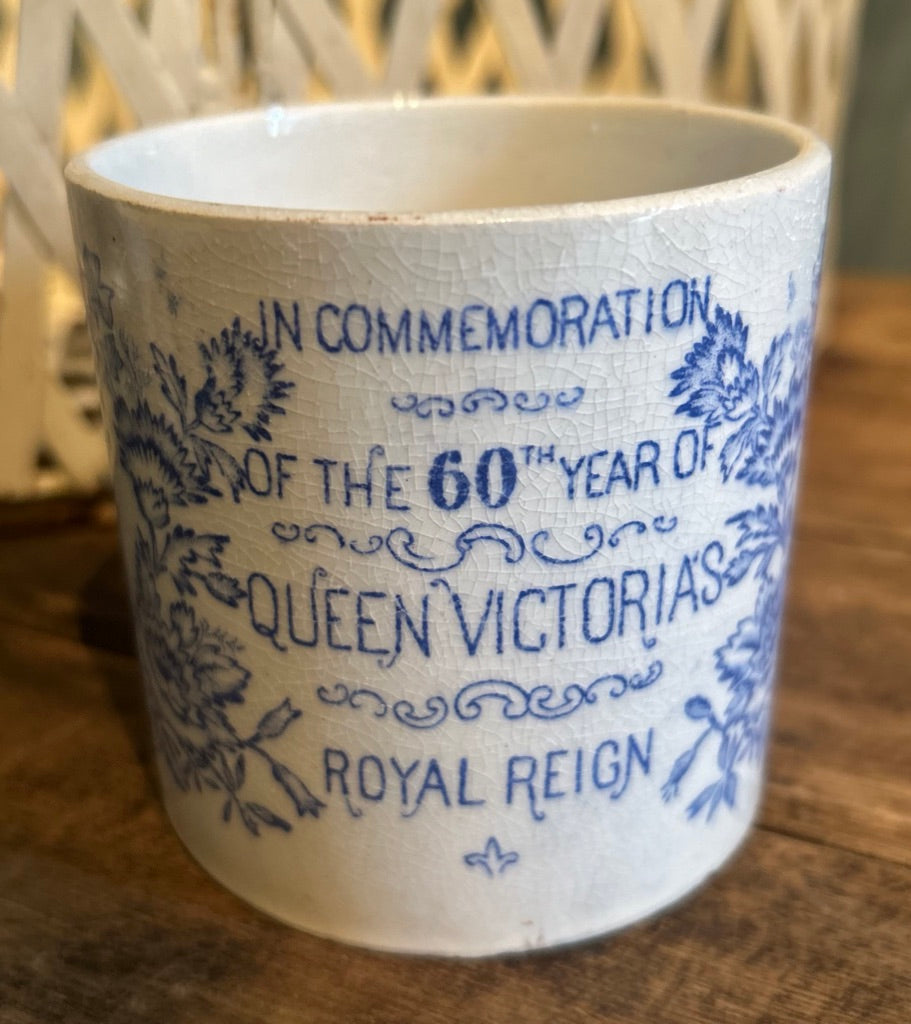 IN COMMEMORATION
OF THE 60TH YEAR OF
QUEEN VICTORIA'S
ROYAL REIGN